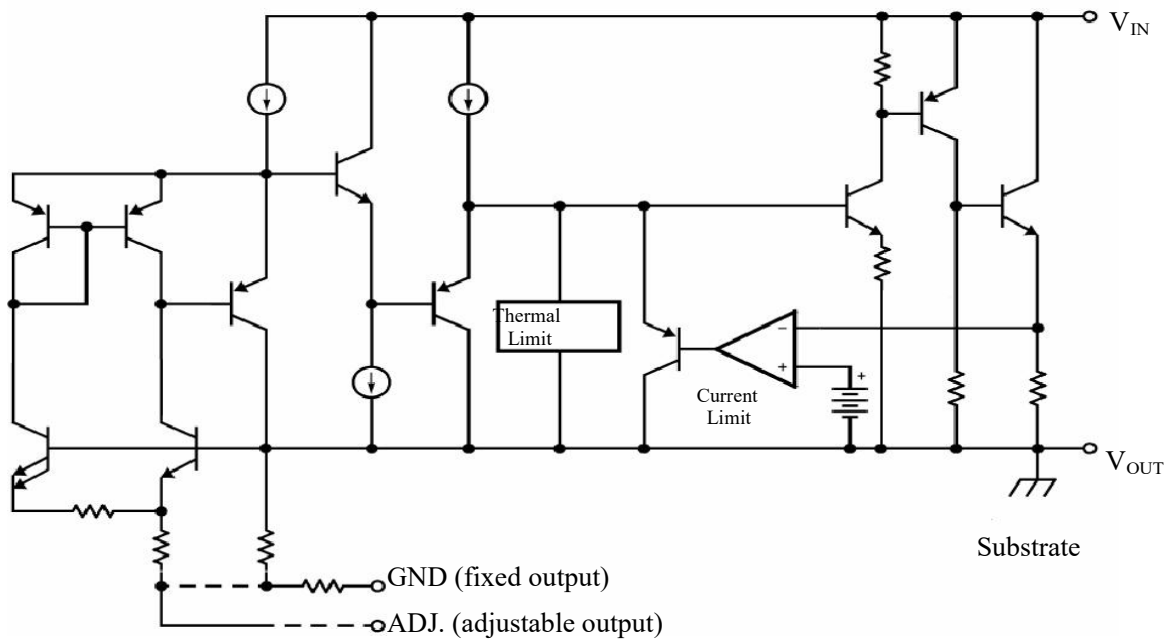 V_IN
Thermal
Limit
−
+
+
Current
Limit
V_OUT
Substrate
GND (fixed output)
ADJ. (adjustable output)